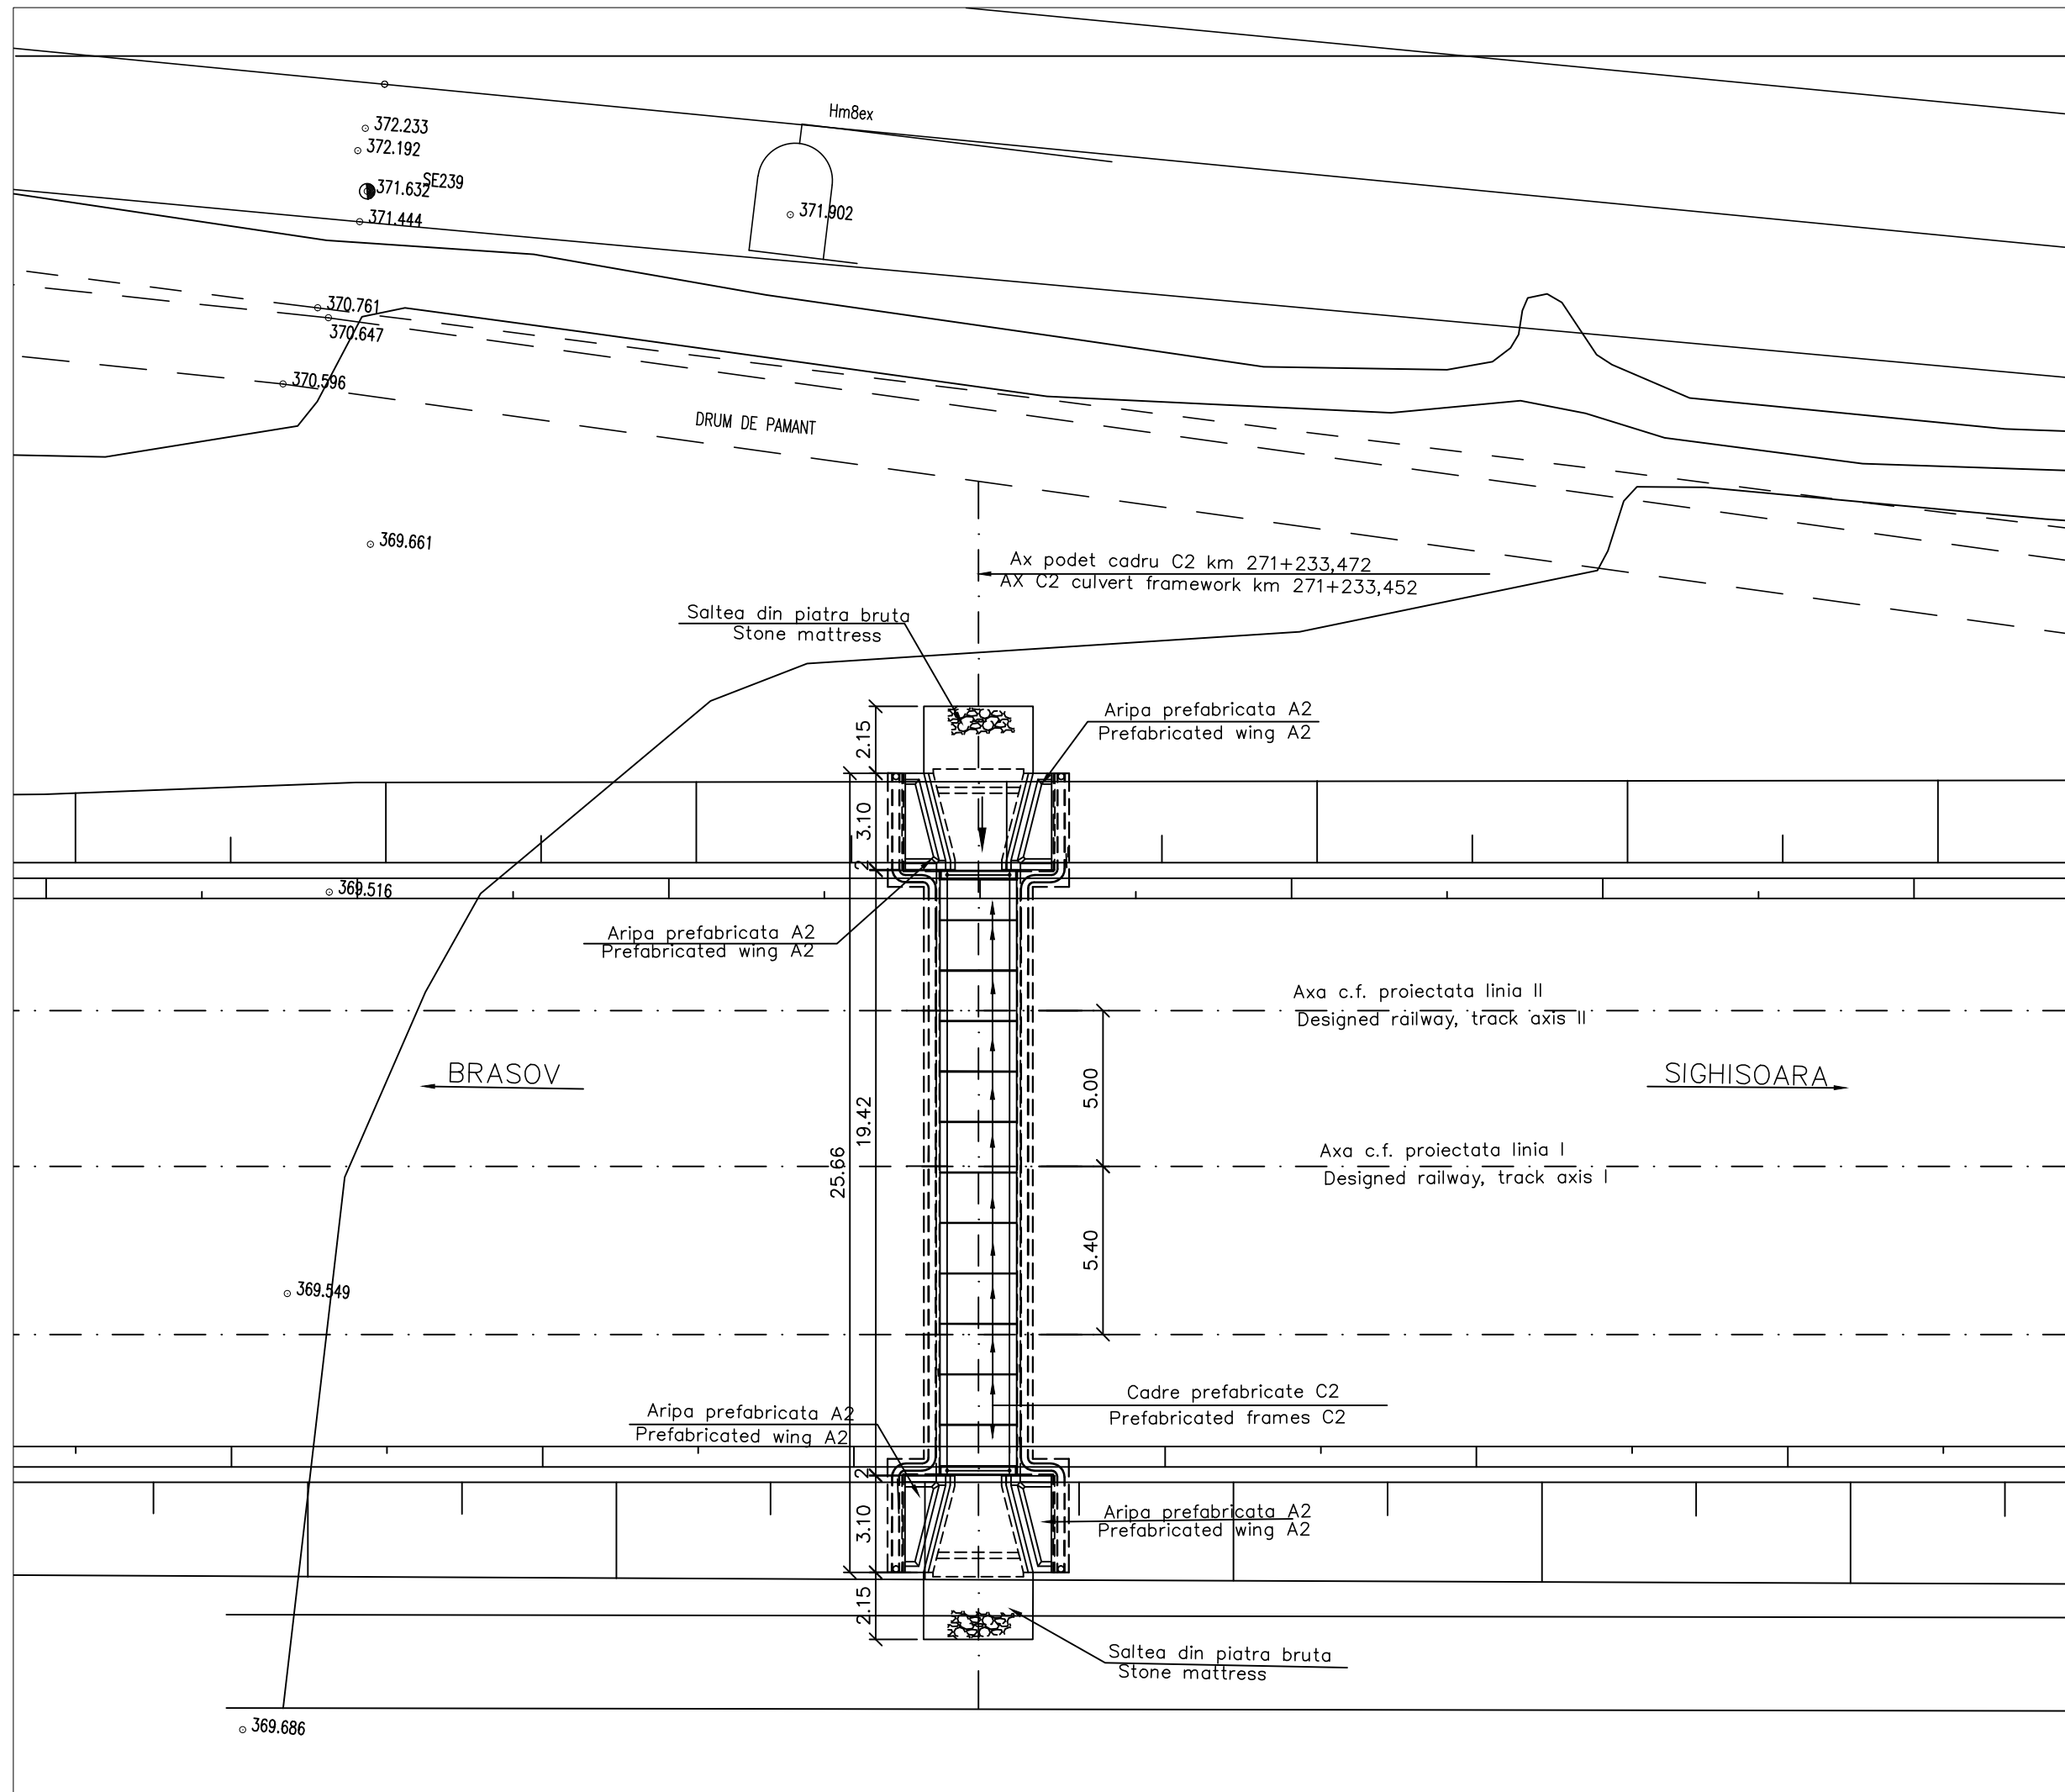 Hm8ex
372.233
372.192
SE239
371.632
371.444
371.902
370.761
370.647
370.596
DRUM DE PAMANT
369.661
Ax podet cadru C2 km 271+233,472
AX C2 culvert framework km 271+233,452
Saltea din piatra bruta
Stone mattress
Aripa prefabricata A2
Prefabricated wing A2
2.15
3.10
2
369.516
Aripa prefabricata A2
Prefabricated wing A2
Axa c.f. proiectata linia II
Designed railway, track axis II
BRASOV
SIGHISOARA
5.00
19.42
25.66
Axa c.f. proiectata linia I
Designed railway, track axis I
5.40
369.549
Cadre prefabricate C2
Prefabricated frames C2
Aripa prefabricata A2
Prefabricated wing A2
2
3.10
Aripa prefabricata A2
Prefabricated wing A2
2.15
Saltea din piatra bruta
Stone mattress
369.686